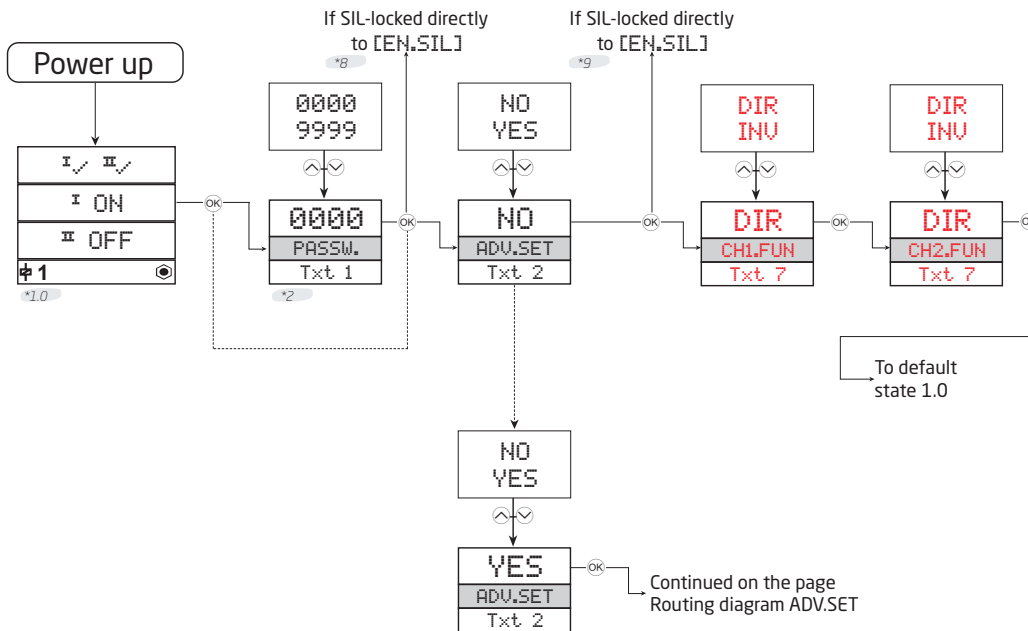 If SIL-locked directly
to [EN.SIL]
*8
If SIL-locked directly
to [EN.SIL]
*9
Power up
0000
9999
NO
YES
DIR
INV
DIR
INV
I II
I ON
II OFF
1
*1.0
OK
0000
PASSW.
Txt 1
*2
OK
NO
ADV.SET
Txt 2
OK
DIR
CH1.FUN
Txt 7
OK
DIR
CH2.FUN
Txt 7
To default
state 1.0
NO
YES
YES
ADV.SET
Txt 2
OK
Continued on the page
Routing diagram ADV.SET